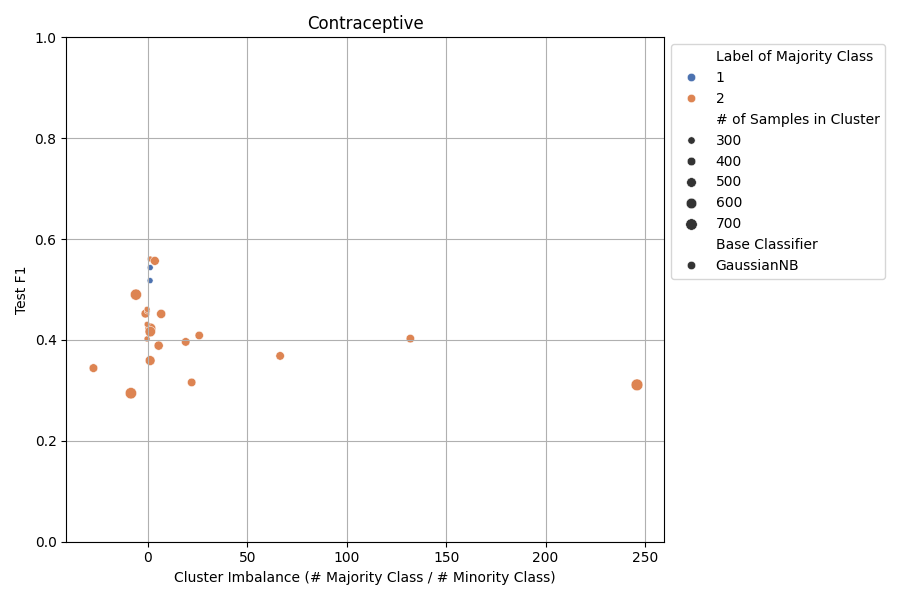 Contraceptive
1.0
0.8
0.6
0.4
0.2
0.0
Test F1
0
50
100
150
200
250
Cluster Imbalance (# Majority Class / # Minority Class)
Label of Majority Class
1
2
# of Samples in Cluster
300
400
500
600
700
Base Classifier
GaussianNB